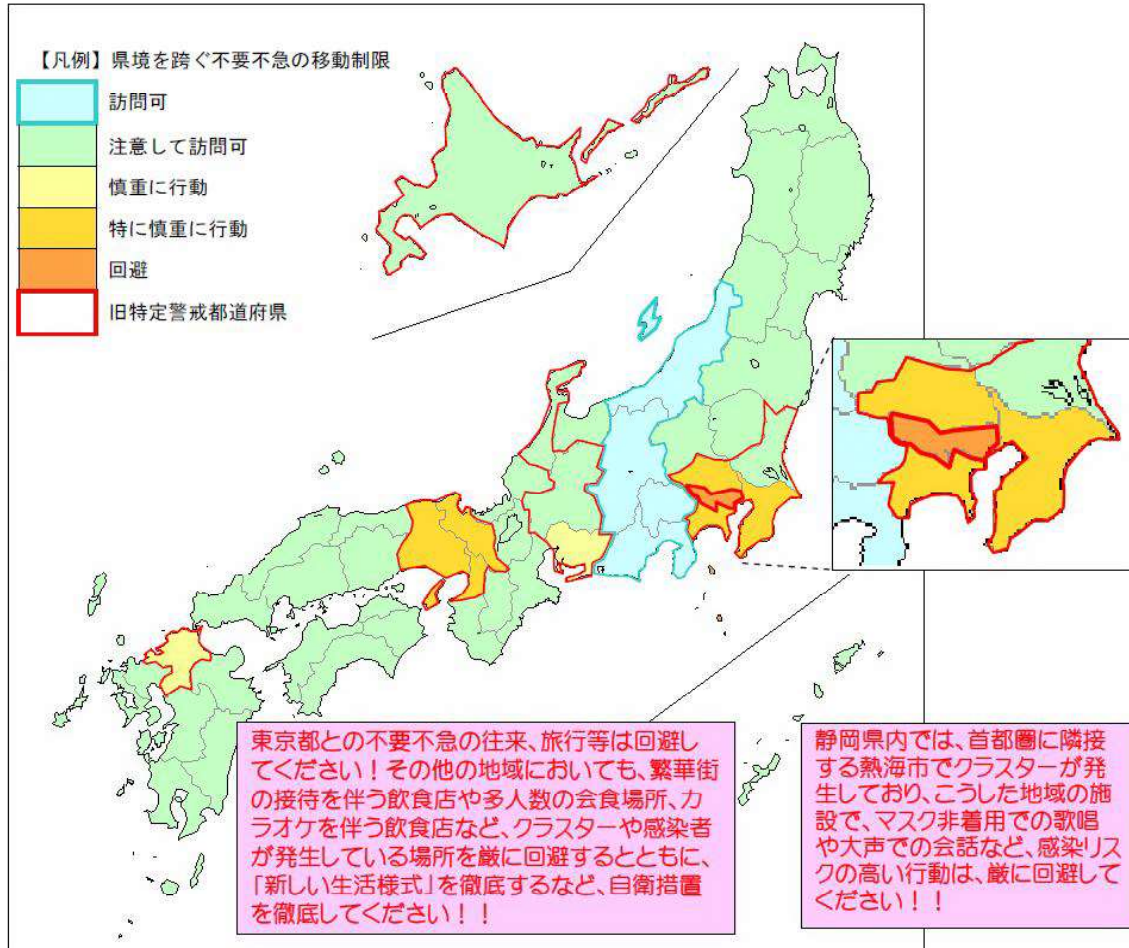 【凡例】県境を跨ぐ不要不急の移動制限
訪問可
注意して訪問可
慎重に行動
特に慎重に行動
回避
旧特定警戒都道府県
東京都との不要不急の往来、旅行等は回避し
てください！その他の地域においても、繁華街
の接待を伴う飲食店や多人数の会食場所、カ
ラオケを伴う飲食店など、クラスターや感染者
が発生している場所を厳に回避するとともに、
「新しい生活様式」を徹底するなど、自衛措置
を徹底してください！！
静岡県内では、首都圏に隣接
する熱海市でクラスターが発
生しており、こうした地域の施
設で、マスク非着用での歌唱
や大声での会話など、感染リス
クの高い行動は、厳に回避して
ください！！